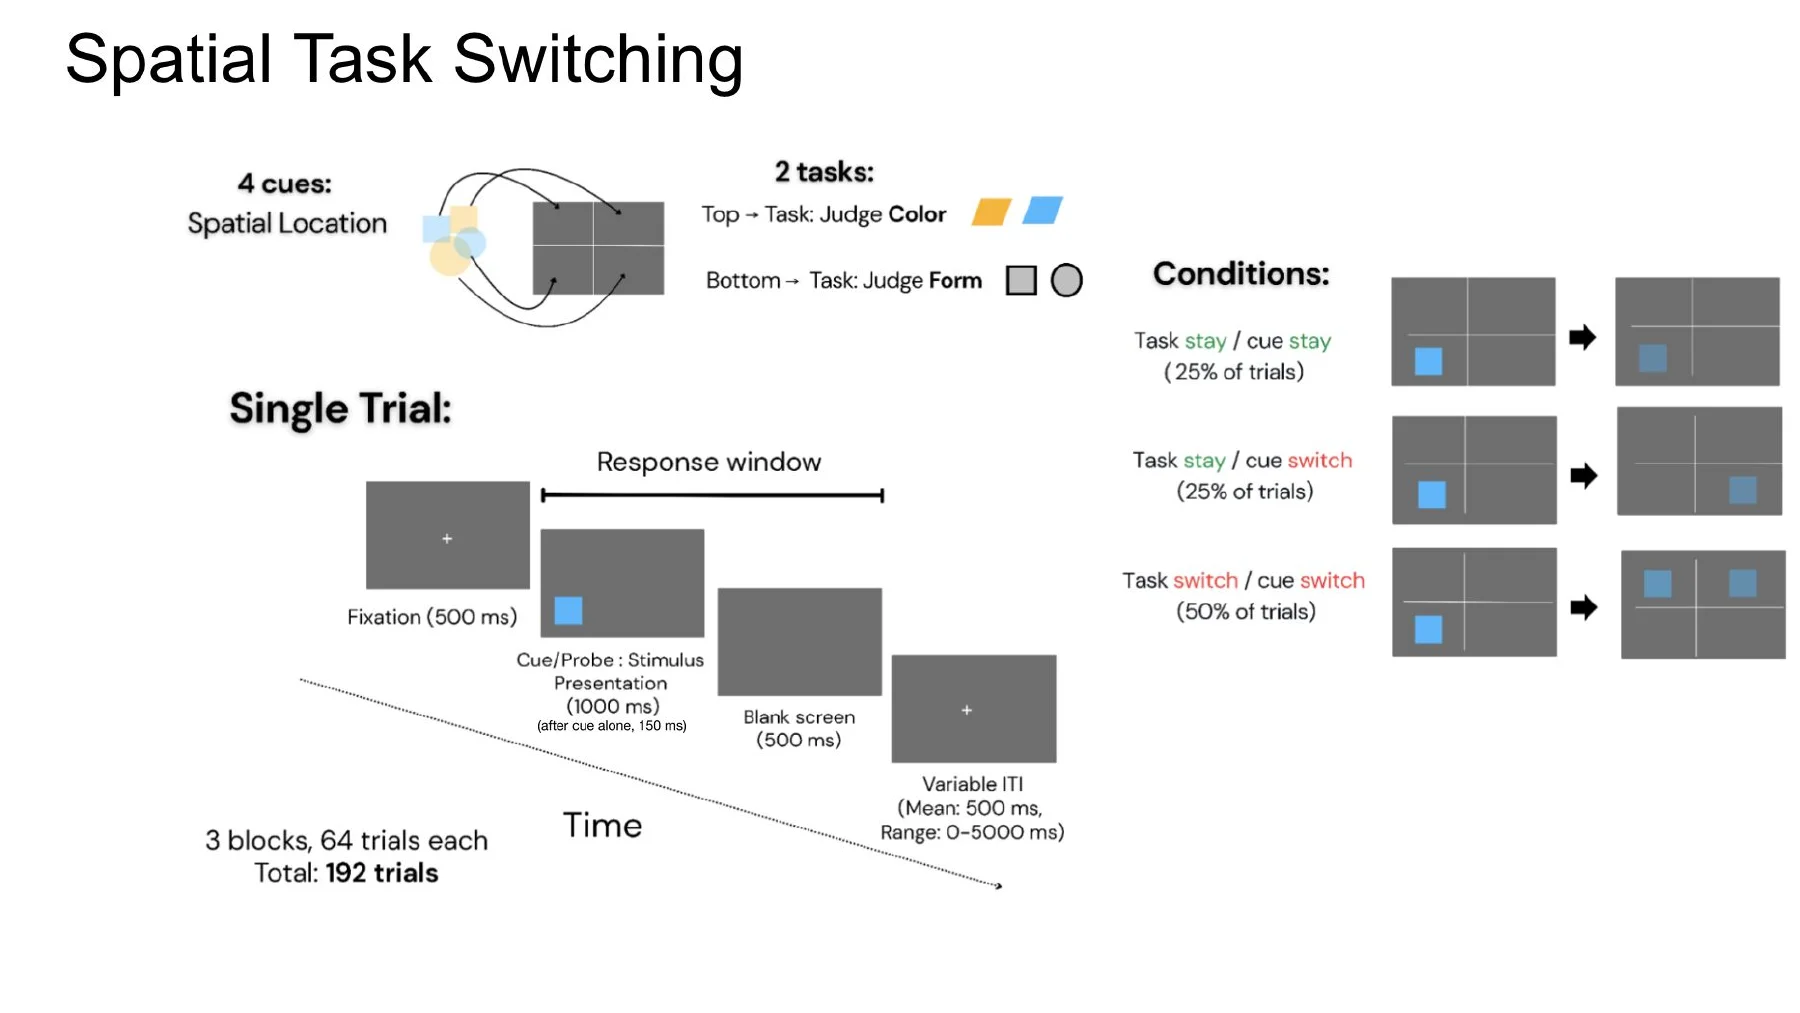 Spatial Task Switching
4 cues:
Spatial Location
2 tasks:
Top → Task: Judge Color
Bottom → Task: Judge Form
Conditions:
Task stay / cue stay
(25% of trials)
Task stay / cue switch
(25% of trials)
Task switch / cue switch
(50% of trials)
Single Trial:
Response window
Fixation (500 ms)
Cue/Probe : Stimulus
Presentation
(1000 ms)
(after cue alone, 150 ms)
Blank screen
(500 ms)
Variable ITI
(Mean: 500 ms,
Range: 0-5000 ms)
Time
3 blocks, 64 trials each
Total: 192 trials